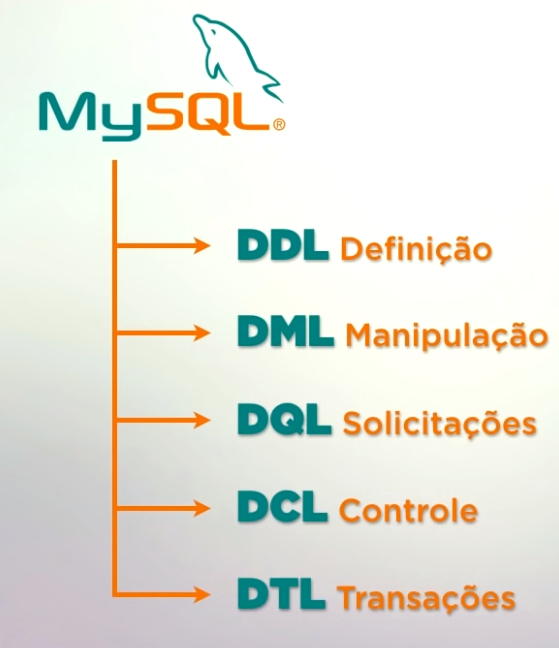 MySQL®
DDL Definição
DML Manipulação
DQL Solicitações
DCL Controle
DTL Transações